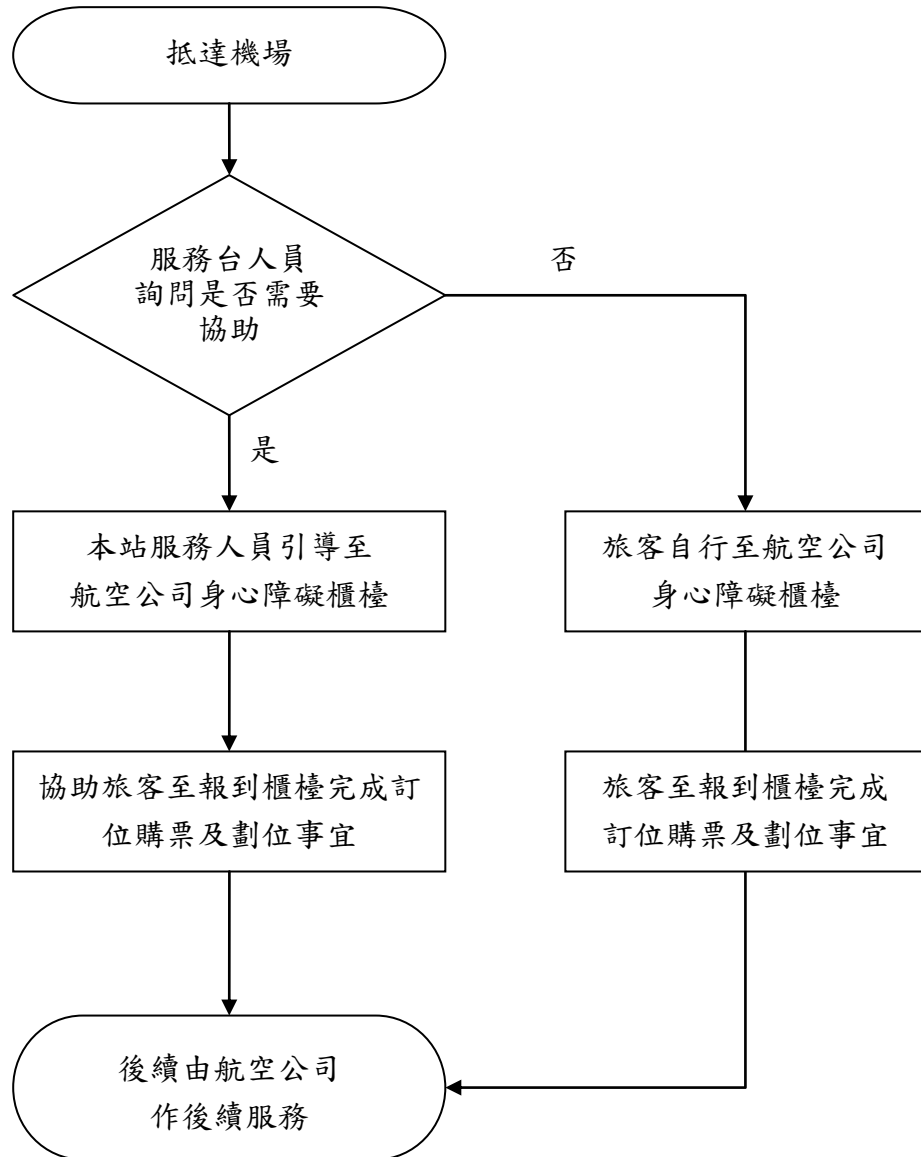 抵達機場
服務台人員
詢問是否需要
協助
否
是
本站服務人員引導至
航空公司身心障礙櫃檯
旅客自行至航空公司
身心障礙櫃檯
協助旅客至報到櫃檯完成訂
位購票及劃位事宜
旅客至報到櫃檯完成
訂位購票及劃位事宜
後續由航空公司
作後續服務